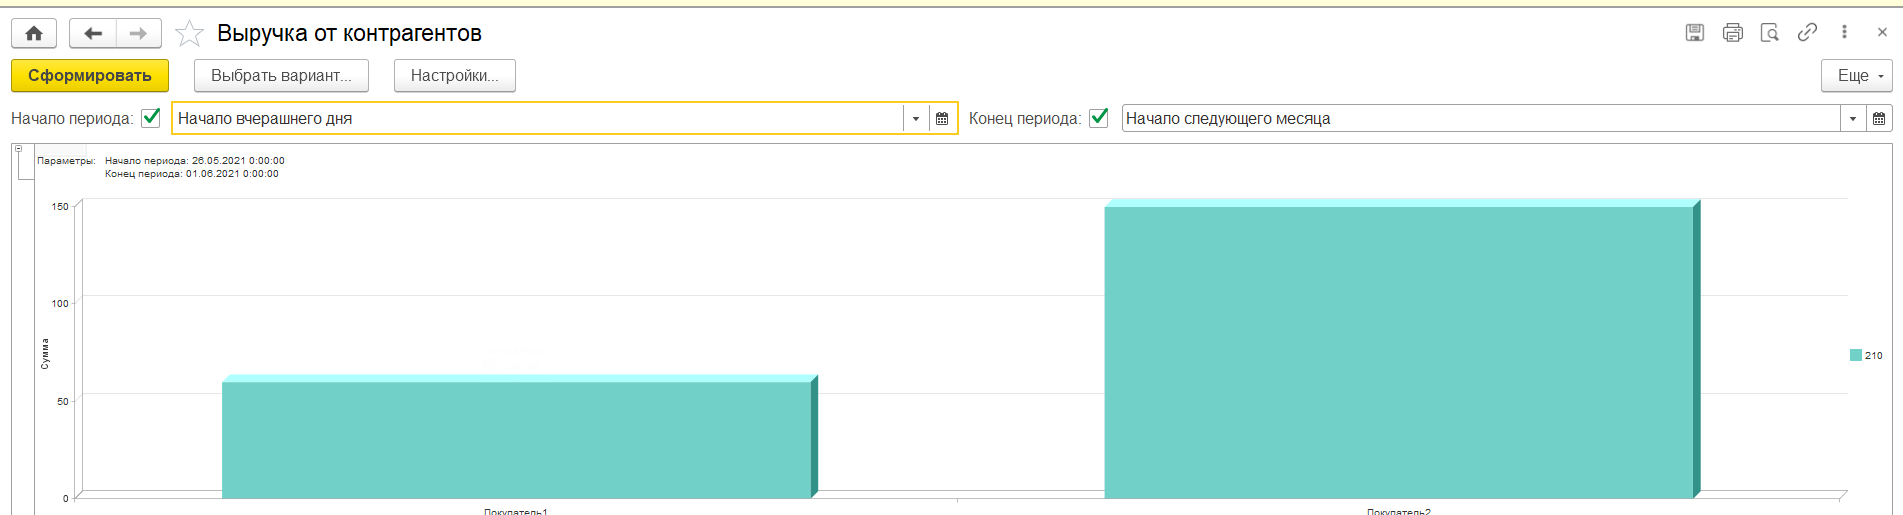 Выручка от контрагентов
Сформировать Выбрать вариант... Настройки... Еще
Начало периода: Начало вчерашнего дня Конец периода: Начало следующего месяца
Параметры: Начало периода: 26.05.2021 0:00:00
Конец периода: 01.06.2021 0:00:00
150
100
Сумма
210
50
0
Покупатель1 Покупатель2